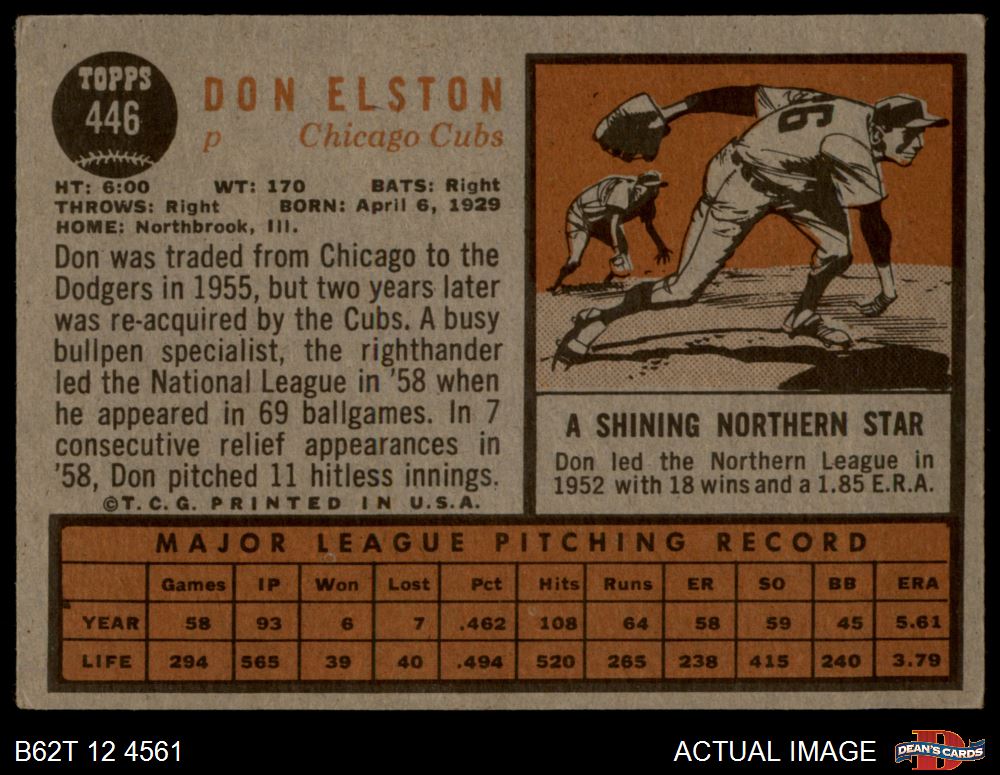 TOPPS
446
DON ELSTON
p Chicago Cubs
HT: 6:00 WT: 170 BATS: Right
THROWS: Right BORN: April 6, 1929
HOME: Northbrook, Ill.
Don was traded from Chicago to the
Dodgers in 1955, but two years later
was re-acquired by the Cubs. A busy
bullpen specialist, the righthander
led the National League in '58 when
he appeared in 69 ballgames. In 7
consecutive relief appearances in
'58, Don pitched 11 hitless innings.
©T.C.G. PRINTED IN U.S.A.
36
A SHINING NORTHERN STAR
Don led the Northern League in
1952 with 18 wins and a 1.85 E.R.A.
MAJOR LEAGUE PITCHING RECORD
Games IP Won Lost Pct Hits Runs ER SO BB ERA
YEAR 58 93 6 7 .462 108 64 58 59 45 5.61
LIFE 294 565 39 40 .494 520 265 238 415 240 3.79
B62T 12 4561
ACTUAL IMAGE
DEAN'S CARDS